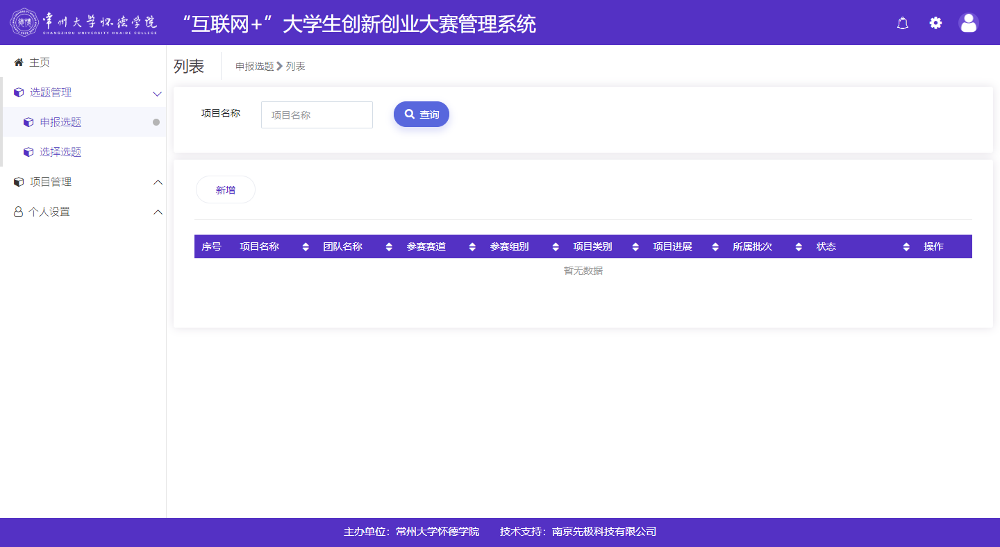 常州大学怀德学院
CHANGZHOU UNIVERSITY HUAIDE COLLEGE
“互联网+”大学生创新创业大赛管理系统
主页
选题管理
申报选题
选择选题
项目管理
个人设置
列表
申报选题 列表
项目名称 项目名称 查询
新增
序号 项目名称 团队名称 参赛赛道 参赛组别 项目类别 项目进展 所属批次 状态 操作
暂无数据
主办单位：常州大学怀德学院 技术支持：南京先极科技有限公司